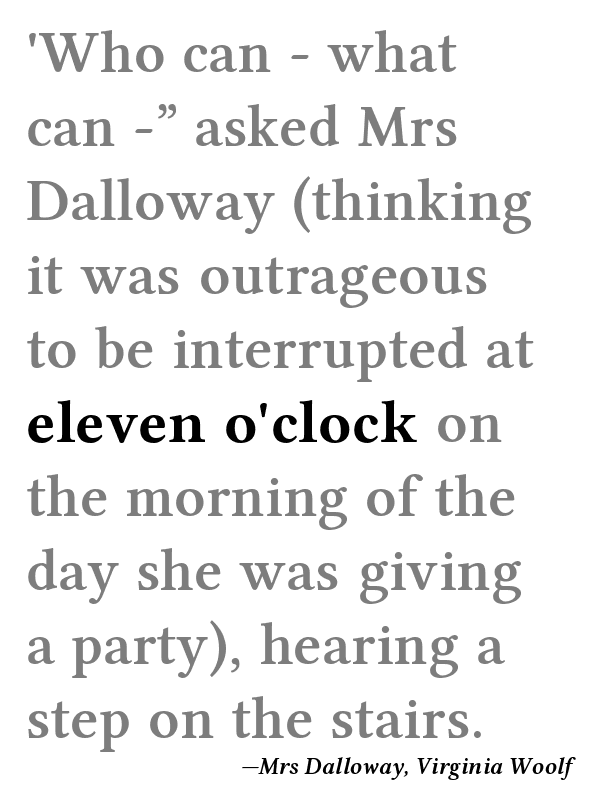 'Who can - what
can -” asked Mrs
Dalloway (thinking
it was outrageous
to be interrupted at
eleven o'clock on
the morning of the
day she was giving
a party), hearing a
step on the stairs.
—Mrs Dalloway, Virginia Woolf